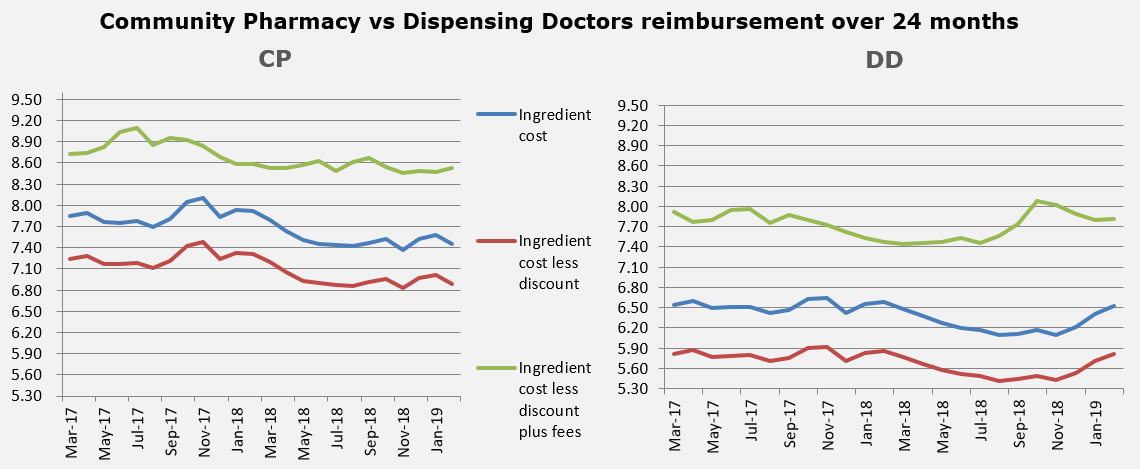 Community Pharmacy vs Dispensing Doctors reimbursement over 24 months
CP
9.50
9.20
8.90
8.60
8.30
8.00
7.70
7.40
7.10
6.80
6.50
6.20
5.90
5.60
5.30
Mar-17
May-17
Jul-17
Sep-17
Nov-17
Jan-18
Mar-18
May-18
Jul-18
Sep-18
Nov-18
Jan-19
Ingredient
cost
Ingredient
cost less
discount
Ingredient
cost less
discount
plus fees
DD
9.50
9.20
8.90
8.60
8.30
8.00
7.70
7.40
7.10
6.80
6.50
6.20
5.90
5.60
5.30
Mar-17
May-17
Jul-17
Sep-17
Nov-17
Jan-18
Mar-18
May-18
Jul-18
Sep-18
Nov-18
Jan-19